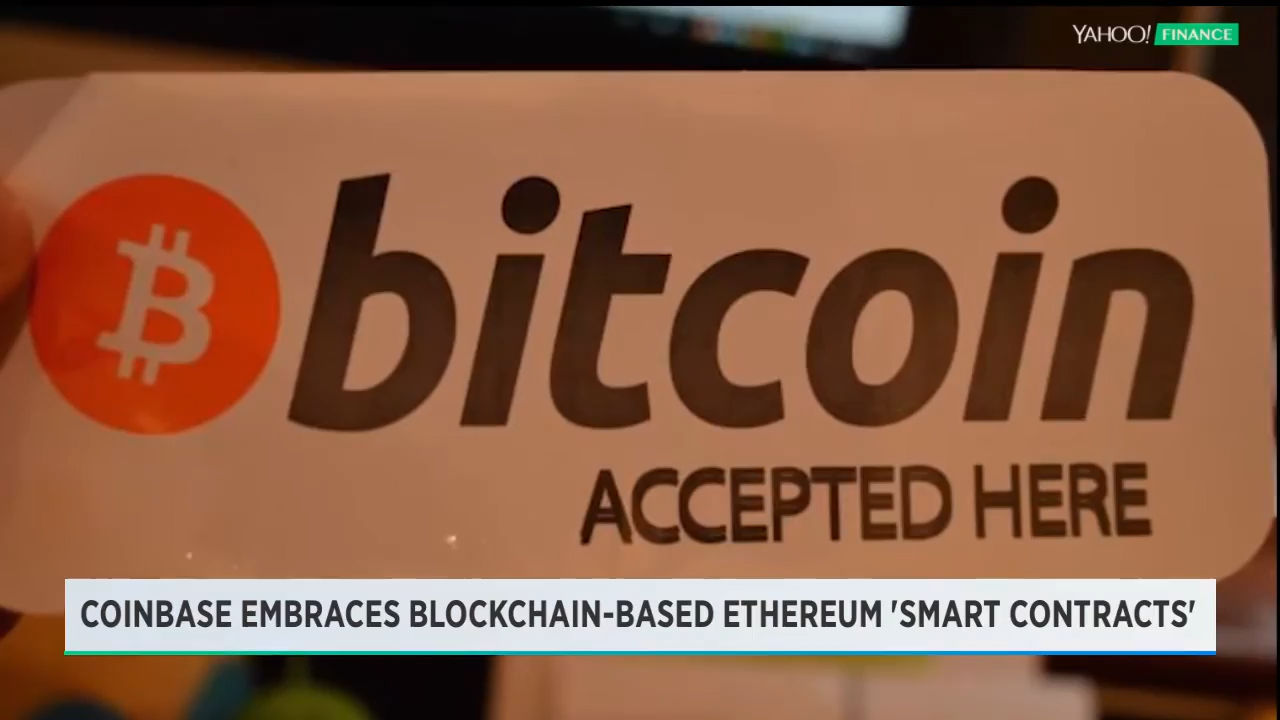 YAHOO! FINANCE
bitcoin
ACCEPTED HERE
COINBASE EMBRACES BLOCKCHAIN-BASED ETHEREUM 'SMART CONTRACTS'